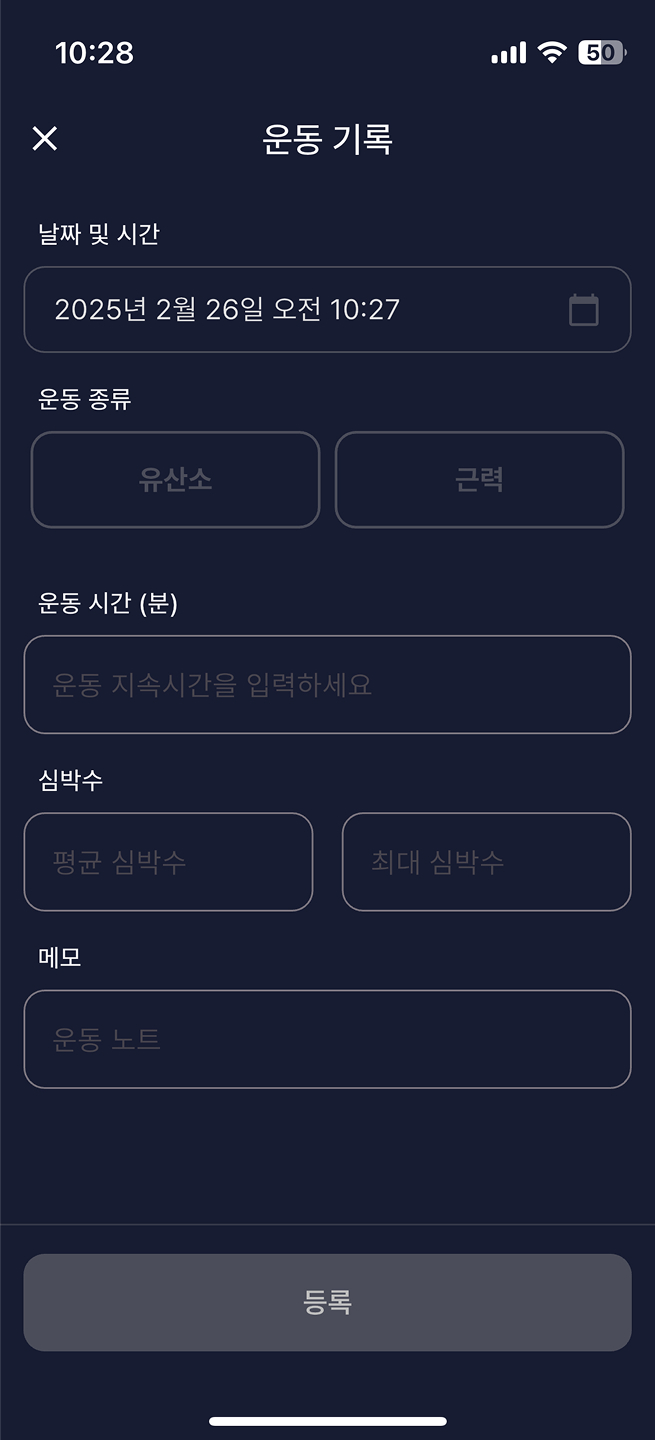 10:28
50
운동 기록
날짜 및 시간
2025년 2월 26일 오전 10:27
운동 종류
유산소 근력
운동 시간 (분)
운동 지속시간을 입력하세요
심박수
평균 심박수 최대 심박수
메모
운동 노트
등록